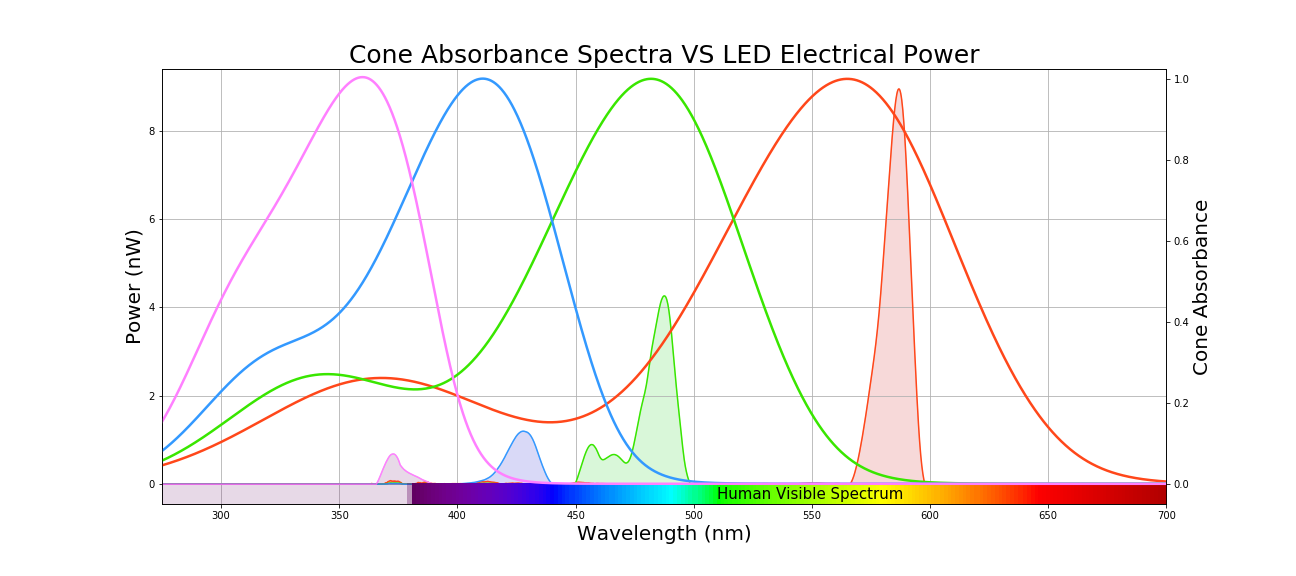 Cone Absorbance Spectra VS LED Electrical Power
Power (nW)
8
6
4
2
0
1.0
0.8
0.6
0.4
0.2
0.0
Cone Absorbance
Human Visible Spectrum
300 350 400 450 500 550 600 650 700
Wavelength (nm)